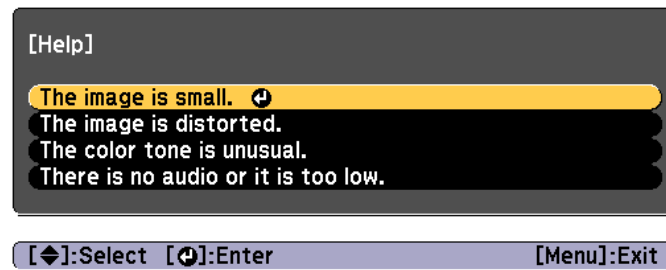 [Help]
The image is small.
The image is distorted.
The color tone is unusual.
There is no audio or it is too low.
[◆]:Select [↵]:Enter [Menu]:Exit